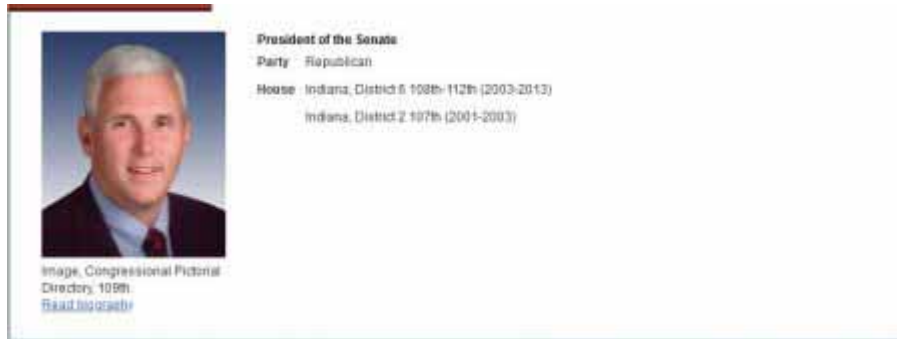 President of the Senate
Party Republican
House Indiana, District 6 108th-112th (2003-2013)
Indiana, District 2 107th (2001-2003)
Image, Congressional Pictorial
Directory, 109th.
Read biography